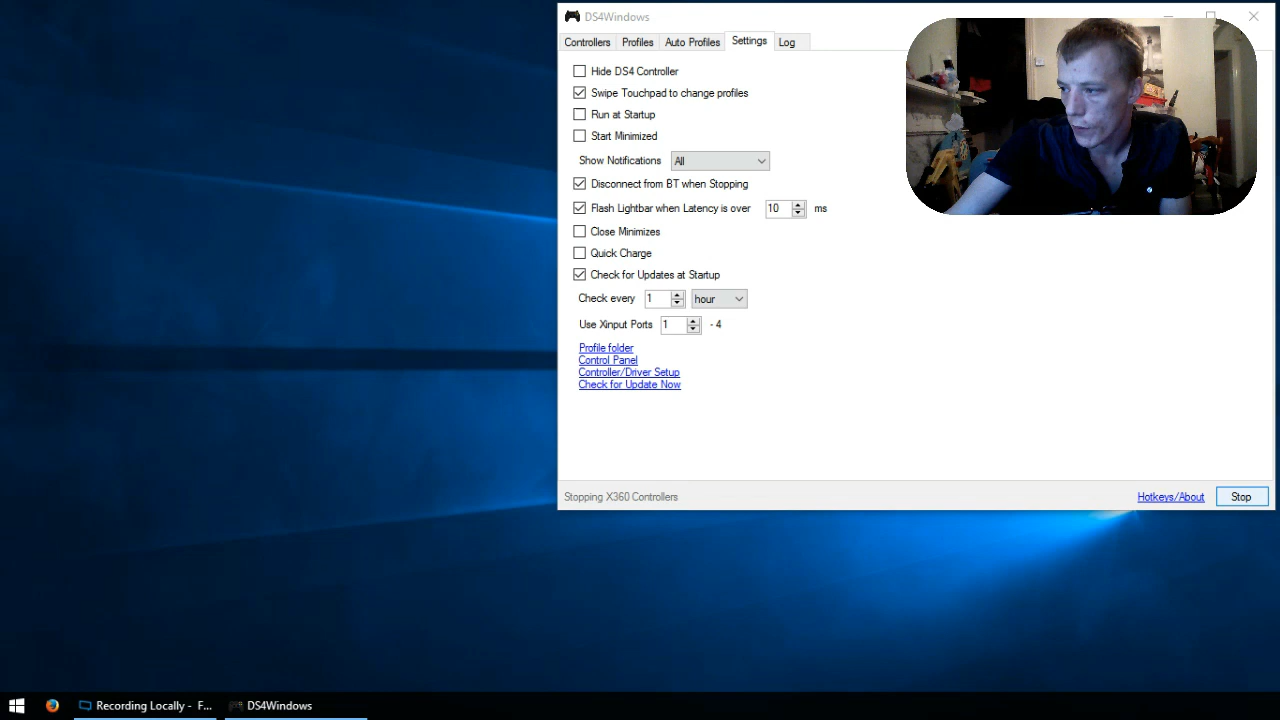 DS4Windows
Controllers Profiles Auto Profiles Settings Log
Hide DS4 Controller
Swipe Touchpad to change profiles
Run at Startup
Start Minimized
Show Notifications All
Disconnect from BT when Stopping
Flash Lightbar when Latency is over 10 ms
Close Minimizes
Quick Charge
Check for Updates at Startup
Check every 1 hour
Use Xinput Ports 1 - 4
Profile folder
Control Panel
Controller/Driver Setup
Check for Update Now
Stopping X360 Controllers Hotkeys/About Stop
Recording Locally - F... DS4Windows